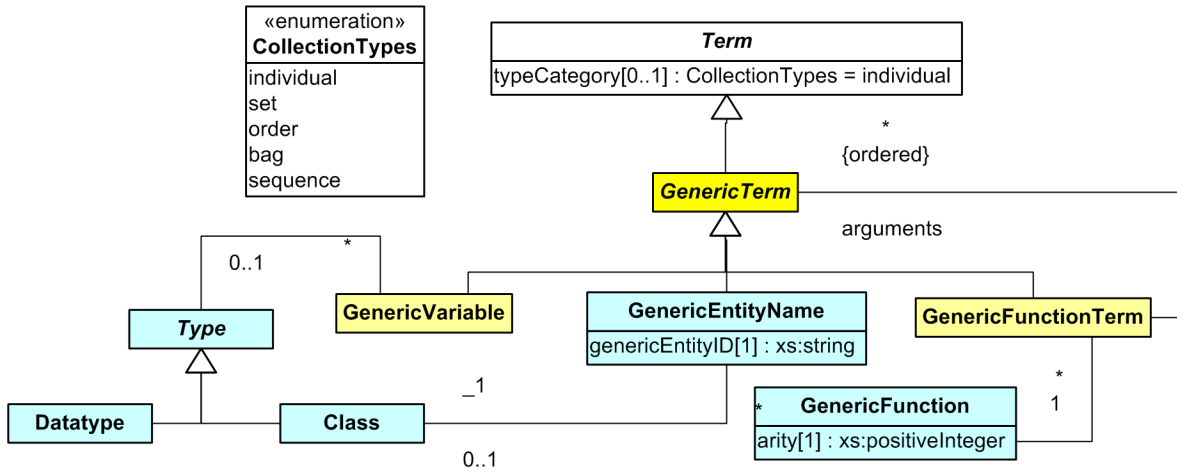 «enumeration»
CollectionTypes
individual
set
order
bag
sequence
Term
typeCategory[0..1] : CollectionTypes = individual
*
{ordered}
GenericTerm
arguments
*
0..1
GenericVariable
Type
GenericEntityName
genericEntityID[1] : xs:string
GenericFunctionTerm
_1
*
1
Datatype
Class
0..1
*
GenericFunction
arity[1] : xs:positiveInteger